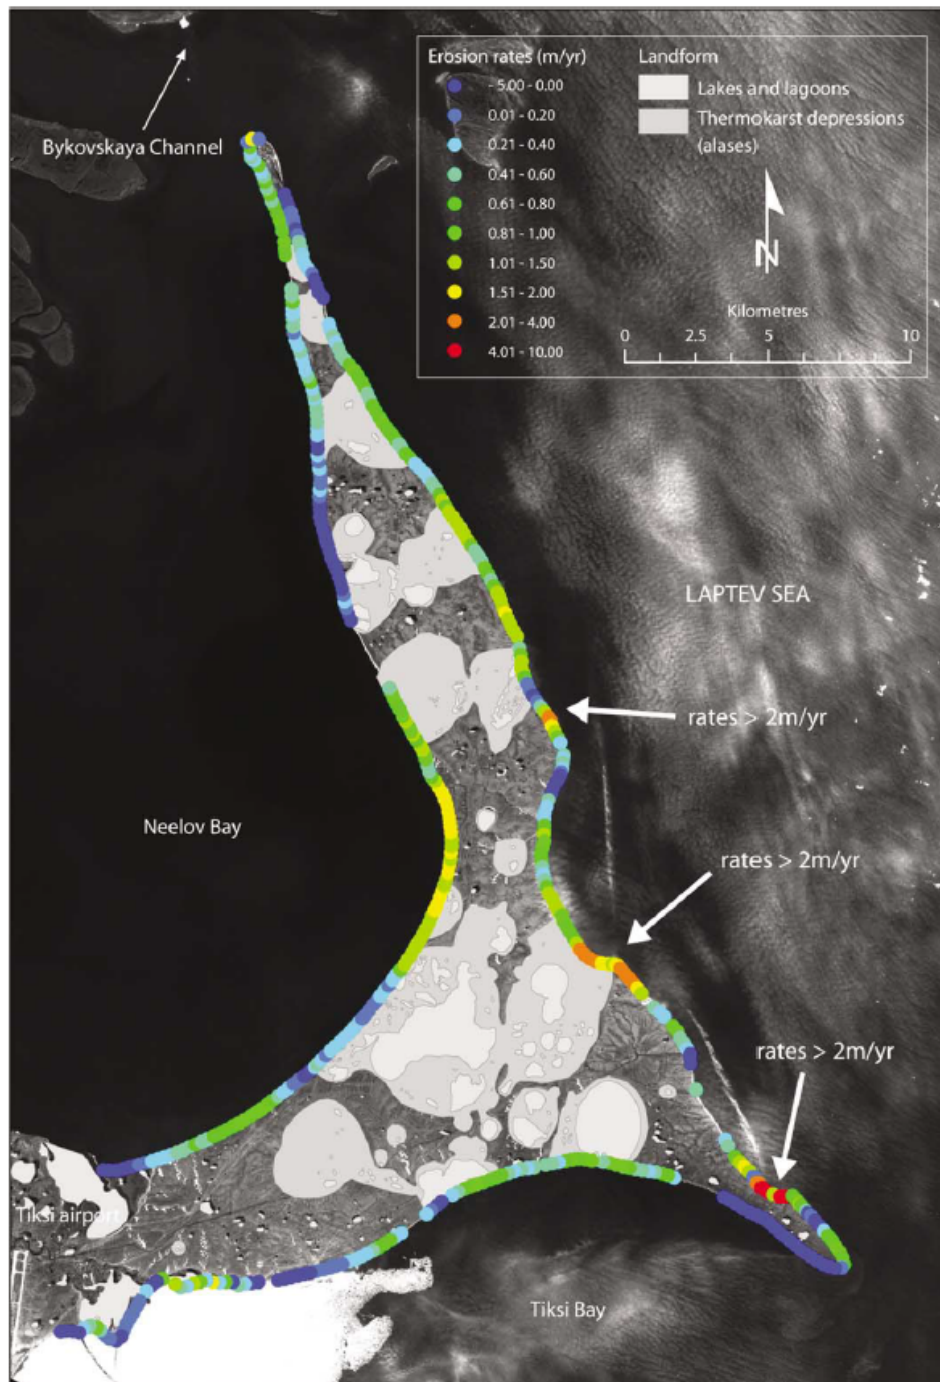 Bykovskaya Channel
Erosion rates (m/yr)
- 5.00 - 0.00
0.01 - 0.20
0.21 - 0.40
0.41 - 0.60
0.61 - 0.80
0.81 - 1.00
1.01 - 1.50
1.51 - 2.00
2.01 - 4.00
4.01 - 10.00
Landform
Lakes and lagoons
Thermokarst depressions
(alases)
N
Kilometres
0 5 10
LAPTEV SEA
rates > 2m/yr
Neelov Bay
rates > 2m/yr
rates > 2m/yr
Tiksi airport
Tiksi Bay